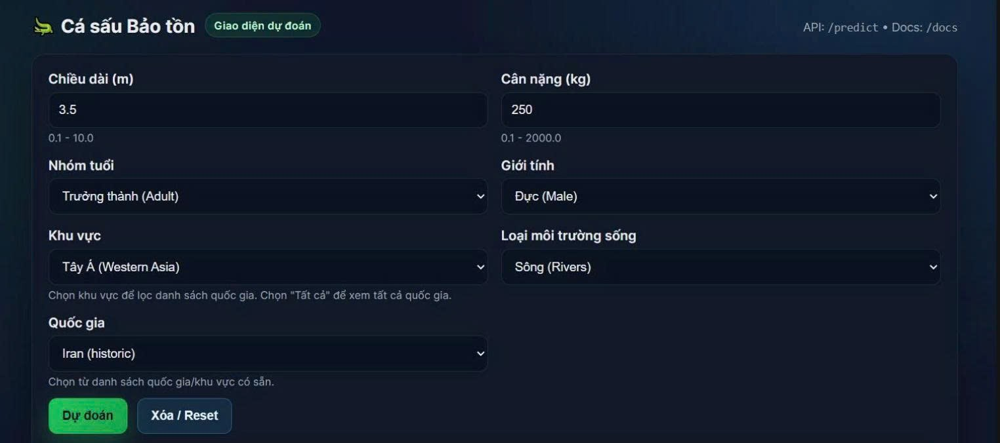 Cá sấu Bảo tồn
Giao diện dự đoán
API: /predict • Docs: /docs
Chiều dài (m)
3.5
0.1 - 10.0
Cân nặng (kg)
250
0.1 - 2000.0
Nhóm tuổi
Trưởng thành (Adult)
Giới tính
Đực (Male)
Khu vực
Tây Á (Western Asia)
Chọn khu vực để lọc danh sách quốc gia. Chọn "Tất cả" để xem tất cả quốc gia.
Loại môi trường sống
Sông (Rivers)
Quốc gia
Iran (historic)
Chọn từ danh sách quốc gia/khu vực có sẵn.
Dự đoán
Xóa / Reset